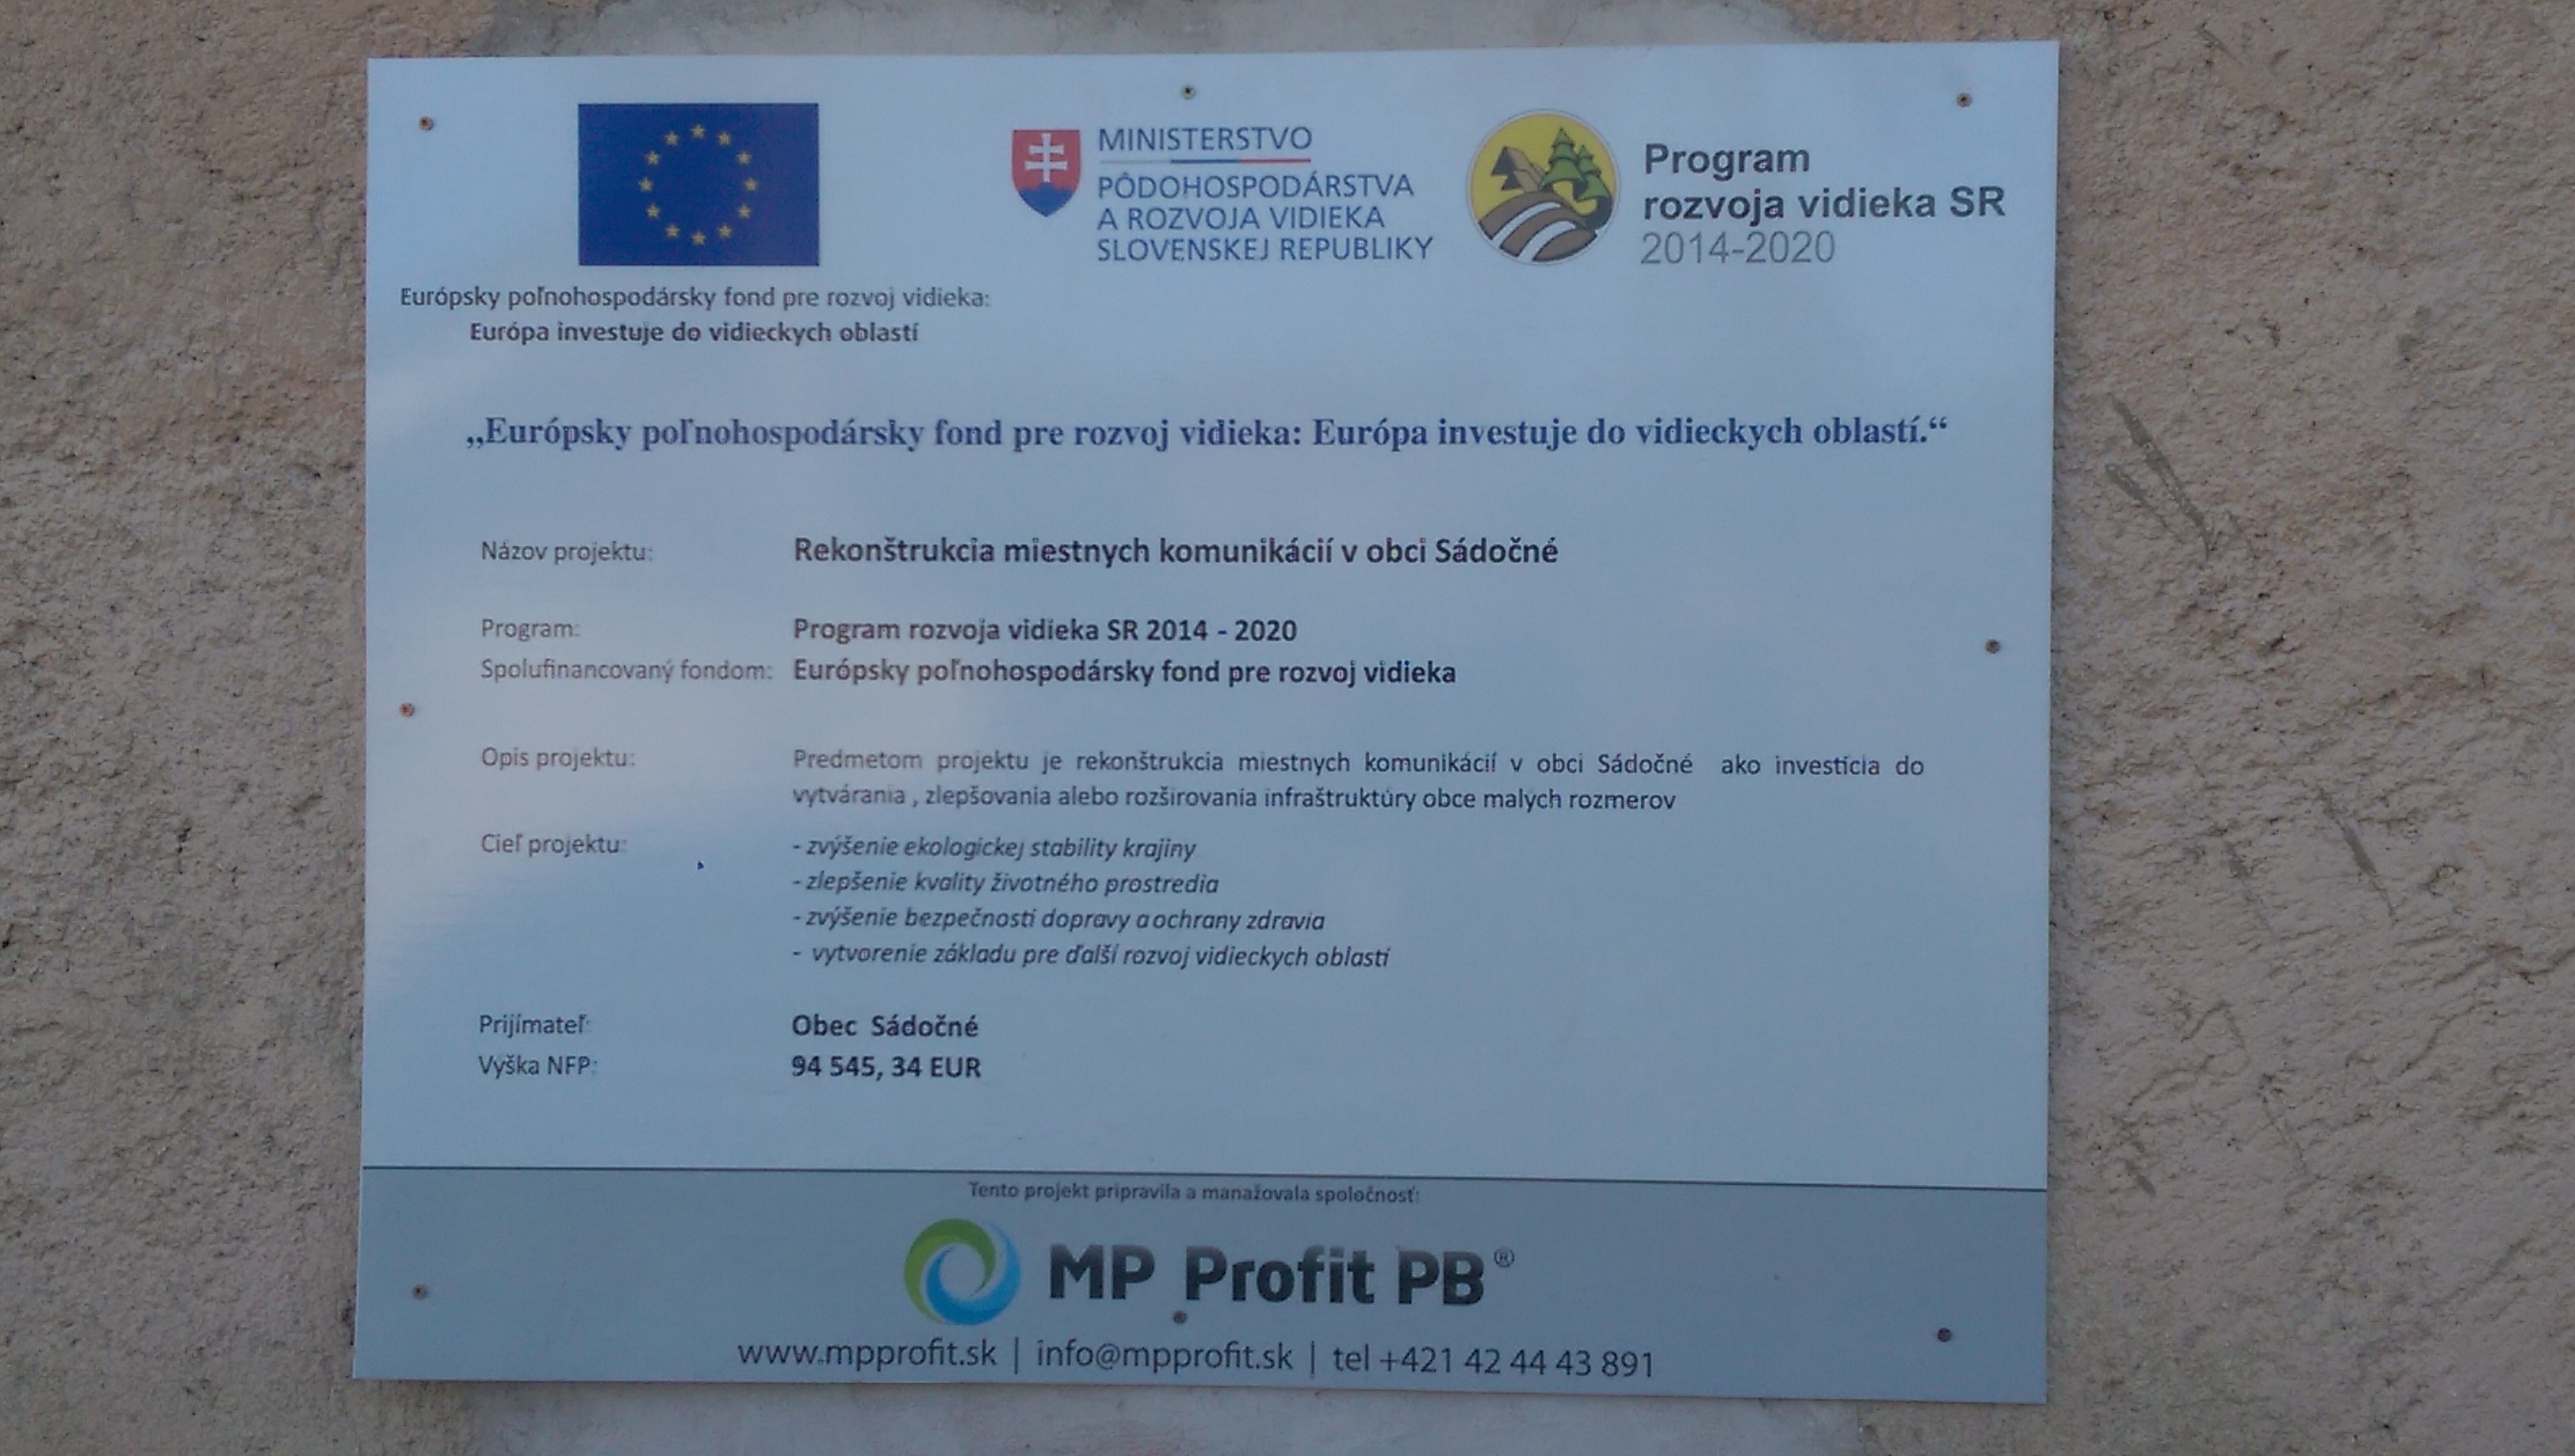 MINISTERSTVO
PÔDOHOSPODÁRSTVA
A ROZVOJA VIDIEKA
SLOVENSKEJ REPUBLIKY
Program
rozvoja vidieka SR
2014-2020
Európsky poľnohospodársky fond pre rozvoj vidieka:
Európa investuje do vidieckych oblastí
„Európsky poľnohospodársky fond pre rozvoj vidieka: Európa investuje do vidieckych oblastí.“
Názov projektu: Rekonštrukcia miestnych komunikácií v obci Sádočné
Program: Program rozvoja vidieka SR 2014 - 2020
Spolufinancovaný fondom: Európsky poľnohospodársky fond pre rozvoj vidieka
Opis projektu: Predmetom projektu je rekonštrukcia miestnych komunikácií v obci Sádočné ako investícia do
vytvárania , zlepšovania alebo rozširovania infraštruktúry obce malých rozmerov
Cieľ projektu: - zvýšenie ekologickej stability krajiny
- zlepšenie kvality životného prostredia
- zvýšenie bezpečnosti dopravy a ochrany zdravia
- vytvorenie základu pre ďalší rozvoj vidieckych oblastí
Prijímateľ: Obec Sádočné
Výška NFP: 94 545, 34 EUR
Tento projekt pripravila a manažovala spoločnosť:
MP Profit PB®
www.mpprofit.sk | info@mpprofit.sk | tel +421 42 44 43 891